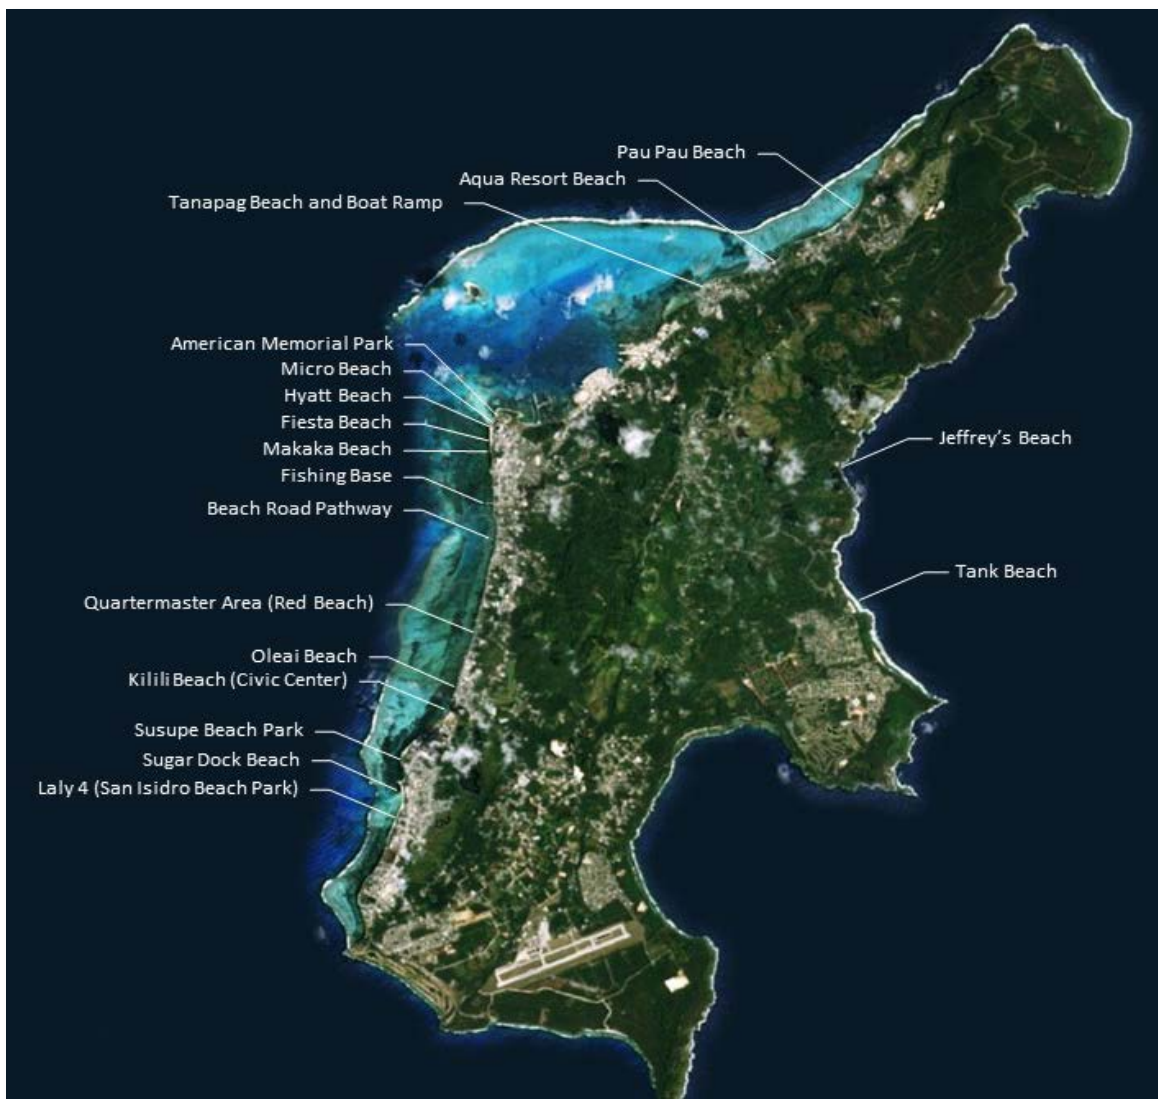 Pau Pau Beach
Aqua Resort Beach
Tanapag Beach and Boat Ramp
American Memorial Park
Micro Beach
Hyatt Beach
Fiesta Beach
Jeffrey's Beach
Makaka Beach
Fishing Base
Beach Road Pathway
Tank Beach
Quartermaster Area (Red Beach)
Oleai Beach
Kilili Beach (Civic Center)
Susupe Beach Park
Sugar Dock Beach
Laly 4 (San Isidro Beach Park)